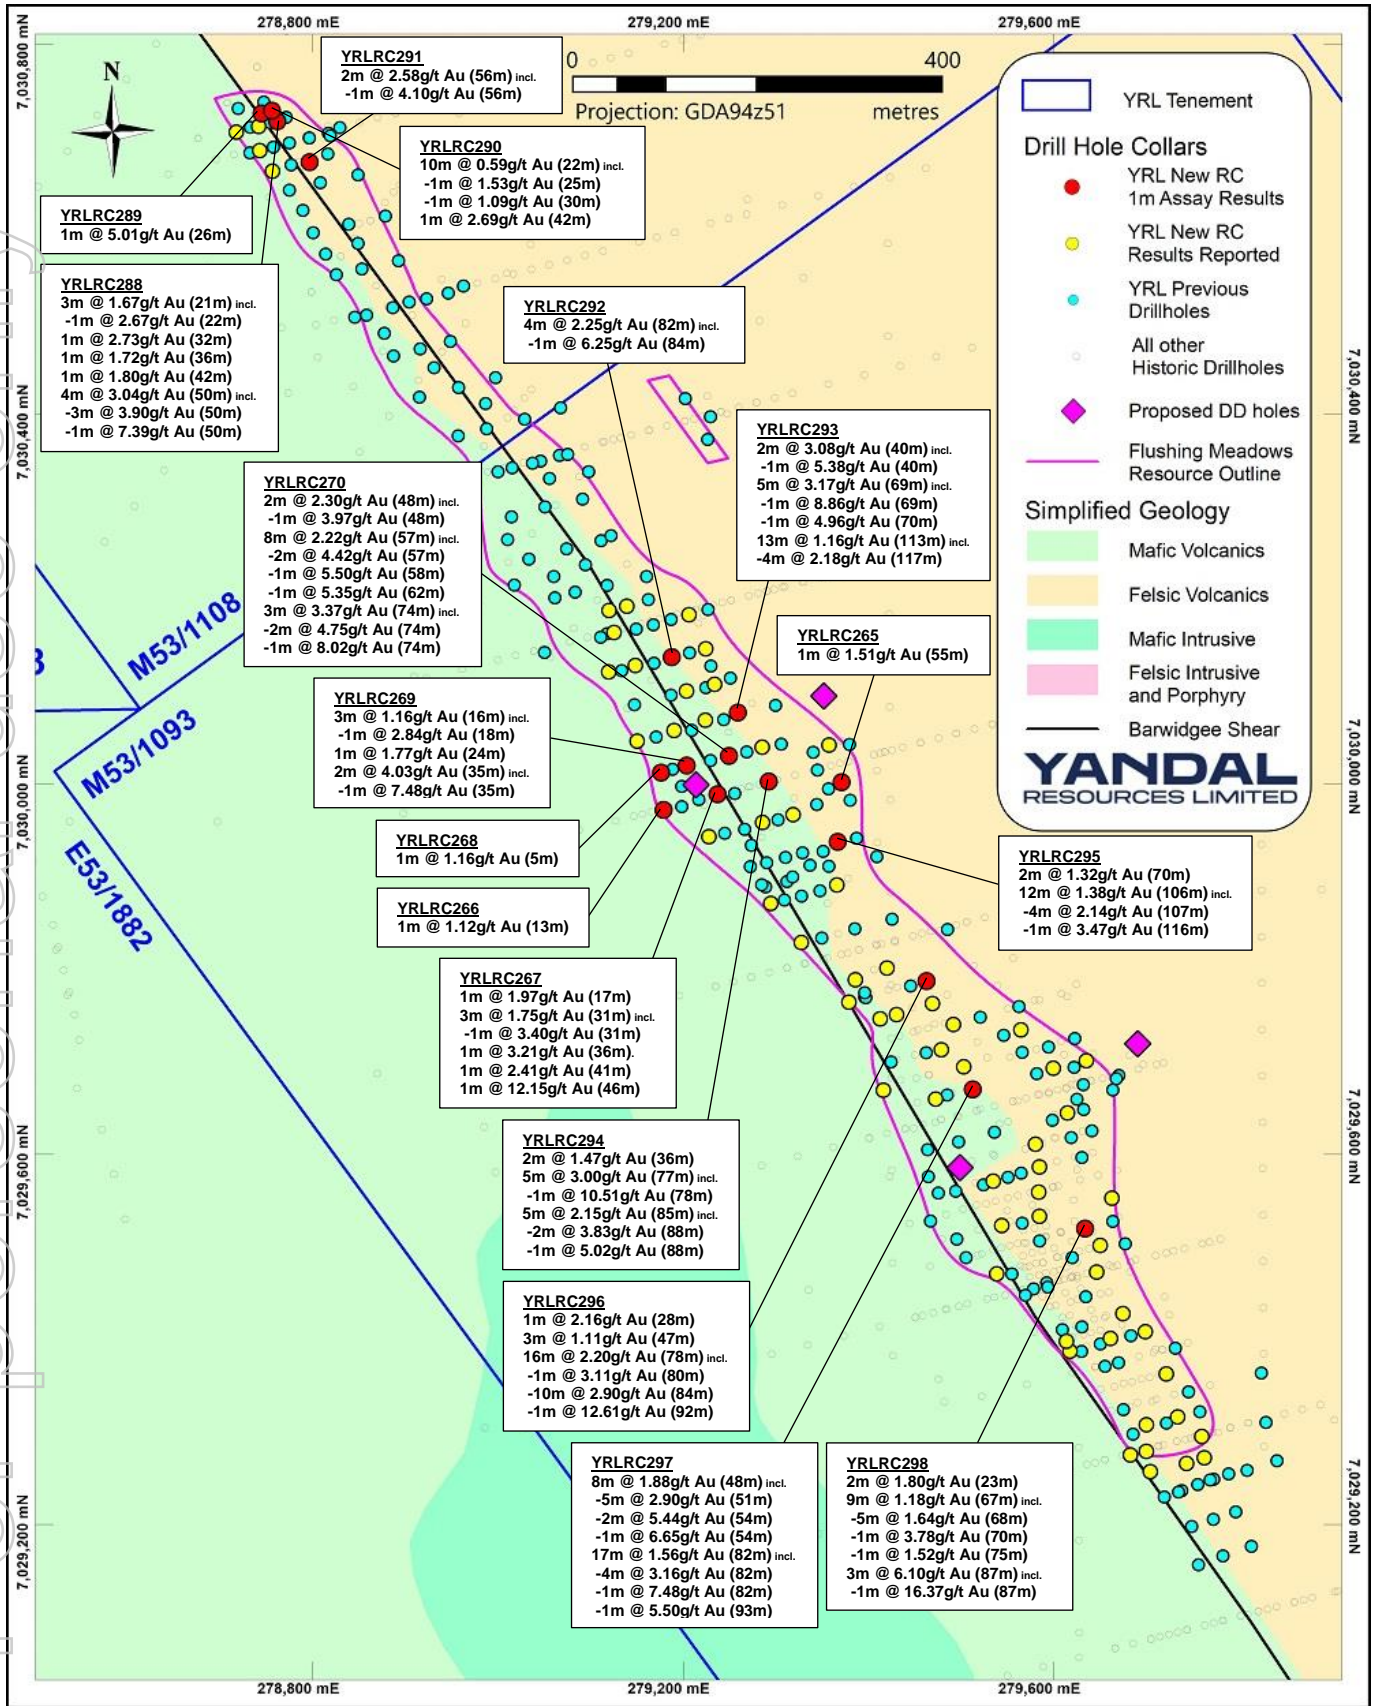 278,800 mE
279,200 mE
279,600 mE
7,030,800 mN
N
0
400
Projection: GDA94z51
metres
YRLRC291
2m @ 2.58g/t Au (56m) incl.
-1m @ 4.10g/t Au (56m)
YRLRC290
10m @ 0.59g/t Au (22m) incl.
-1m @ 1.53g/t Au (25m)
-1m @ 1.09g/t Au (30m)
1m @ 2.69g/t Au (42m)
YRLRC289
1m @ 5.01g/t Au (26m)
YRLRC288
3m @ 1.67g/t Au (21m) incl.
-1m @ 2.67g/t Au (22m)
1m @ 2.73g/t Au (32m)
1m @ 1.72g/t Au (36m)
1m @ 1.80g/t Au (42m)
4m @ 3.04g/t Au (50m) incl.
-3m @ 3.90g/t Au (50m)
-1m @ 7.39g/t Au (50m)
YRLRC292
4m @ 2.25g/t Au (82m) incl.
-1m @ 6.25g/t Au (84m)
YRLRC293
2m @ 3.08g/t Au (40m) incl.
-1m @ 5.38g/t Au (40m)
5m @ 3.17g/t Au (69m) incl.
-1m @ 8.86g/t Au (69m)
-1m @ 4.96g/t Au (70m)
13m @ 1.16g/t Au (113m) incl.
-4m @ 2.18g/t Au (117m)
YRL Tenement
Drill Hole Collars
YRL New RC
1m Assay Results
YRL New RC
Results Reported
YRL Previous
Drillholes
All other
Historic Drillholes
Proposed DD holes
Flushing Meadows
Resource Outline
Simplified Geology
Mafic Volcanics
Felsic Volcanics
Mafic Intrusive
Felsic Intrusive
and Porphyry
Barwidgee Shear
YANDAL
RESOURCES LIMITED
7,030,400 mN
7,030,400 mN
YRLRC270
2m @ 2.30g/t Au (48m) incl.
-1m @ 3.97g/t Au (48m)
8m @ 2.22g/t Au (57m) incl.
-2m @ 4.42g/t Au (57m)
-1m @ 5.50g/t Au (58m)
-1m @ 5.35g/t Au (62m)
3m @ 3.37g/t Au (74m) incl.
-2m @ 4.75g/t Au (74m)
-1m @ 8.02g/t Au (74m)
YRLRC265
1m @ 1.51g/t Au (55m)
M53/1108
3
M53/1093
E53/1882
YRLRC269
3m @ 1.16g/t Au (16m) incl.
-1m @ 2.84g/t Au (18m)
1m @ 1.77g/t Au (24m)
2m @ 4.03g/t Au (35m) incl.
-1m @ 7.48g/t Au (35m)
7,030,000 mN
7,030,000 mN
YRLRC268
1m @ 1.16g/t Au (5m)
YRLRC266
1m @ 1.12g/t Au (13m)
YRLRC295
2m @ 1.32g/t Au (70m)
12m @ 1.38g/t Au (106m) incl.
-4m @ 2.14g/t Au (107m)
-1m @ 3.47g/t Au (116m)
YRLRC267
1m @ 1.97g/t Au (17m)
3m @ 1.75g/t Au (31m) incl.
-1m @ 3.40g/t Au (31m)
1m @ 3.21g/t Au (36m).
1m @ 2.41g/t Au (41m)
1m @ 12.15g/t Au (46m)
YRLRC294
2m @ 1.47g/t Au (36m)
5m @ 3.00g/t Au (77m) incl.
-1m @ 10.51g/t Au (78m)
5m @ 2.15g/t Au (85m) incl.
-2m @ 3.83g/t Au (88m)
-1m @ 5.02g/t Au (88m)
7,029,600 mN
7,029,600 mN
YRLRC296
1m @ 2.16g/t Au (28m)
3m @ 1.11g/t Au (47m)
16m @ 2.20g/t Au (78m) incl.
-1m @ 3.11g/t Au (80m)
-10m @ 2.90g/t Au (84m)
-1m @ 12.61g/t Au (92m)
YRLRC297
8m @ 1.88g/t Au (48m) incl.
-5m @ 2.90g/t Au (51m)
-2m @ 5.44g/t Au (54m)
-1m @ 6.65g/t Au (54m)
17m @ 1.56g/t Au (82m) incl.
-4m @ 3.16g/t Au (82m)
-1m @ 7.48g/t Au (82m)
-1m @ 5.50g/t Au (93m)
YRLRC298
2m @ 1.80g/t Au (23m)
9m @ 1.18g/t Au (67m) incl.
-5m @ 1.64g/t Au (68m)
-1m @ 3.78g/t Au (70m)
-1m @ 1.52g/t Au (75m)
3m @ 6.10g/t Au (87m) incl.
-1m @ 16.37g/t Au (87m)
7,029,200 mN
7,029,200 mN
278,800 mE
279,200 mE
279,600 mE